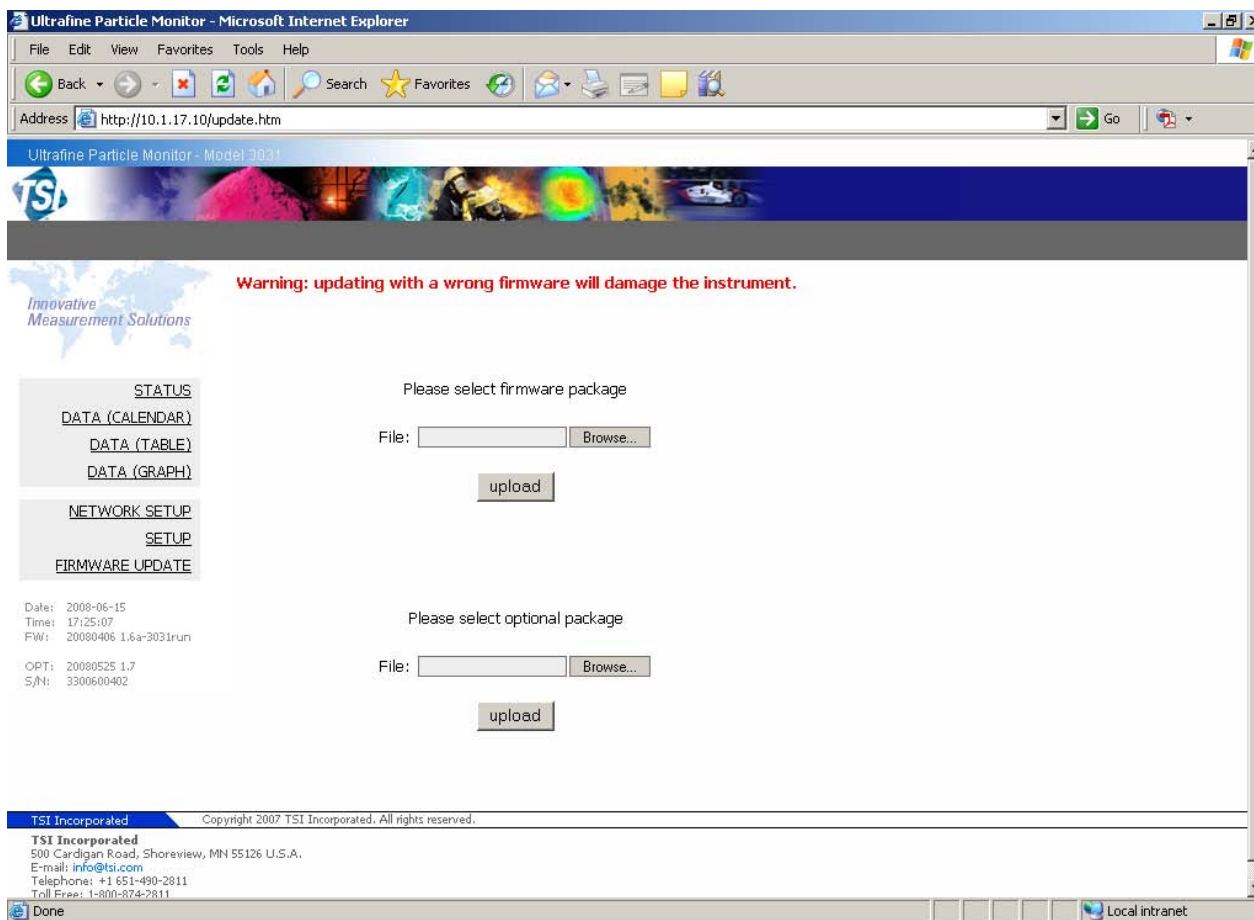 Ultrafine Particle Monitor - Microsoft Internet Explorer
File Edit View Favorites Tools Help
Back Search Favorites
Address http://10.1.17.10/update.htm Go
Ultrafine Particle Monitor - Model 3031
TSI
Innovative
Measurement Solutions
Warning: updating with a wrong firmware will damage the instrument.
STATUS
DATA (CALENDAR)
DATA (TABLE)
DATA (GRAPH)
NETWORK SETUP
SETUP
FIRMWARE UPDATE
Date: 2008-06-15
Time: 17:25:07
FW: 20080406 1.6a-3031run
OPT: 20080525 1.7
S/N: 3300600402
Please select firmware package
File: Browse...
upload
Please select optional package
File: Browse...
upload
TSI Incorporated Copyright 2007 TSI Incorporated. All rights reserved.
TSI Incorporated
500 Cardigan Road, Shoreview, MN 55126 U.S.A.
E-mail: info@tsi.com
Telephone: +1 651-490-2811
Toll Free: 1-800-874-2811
Done Local intranet